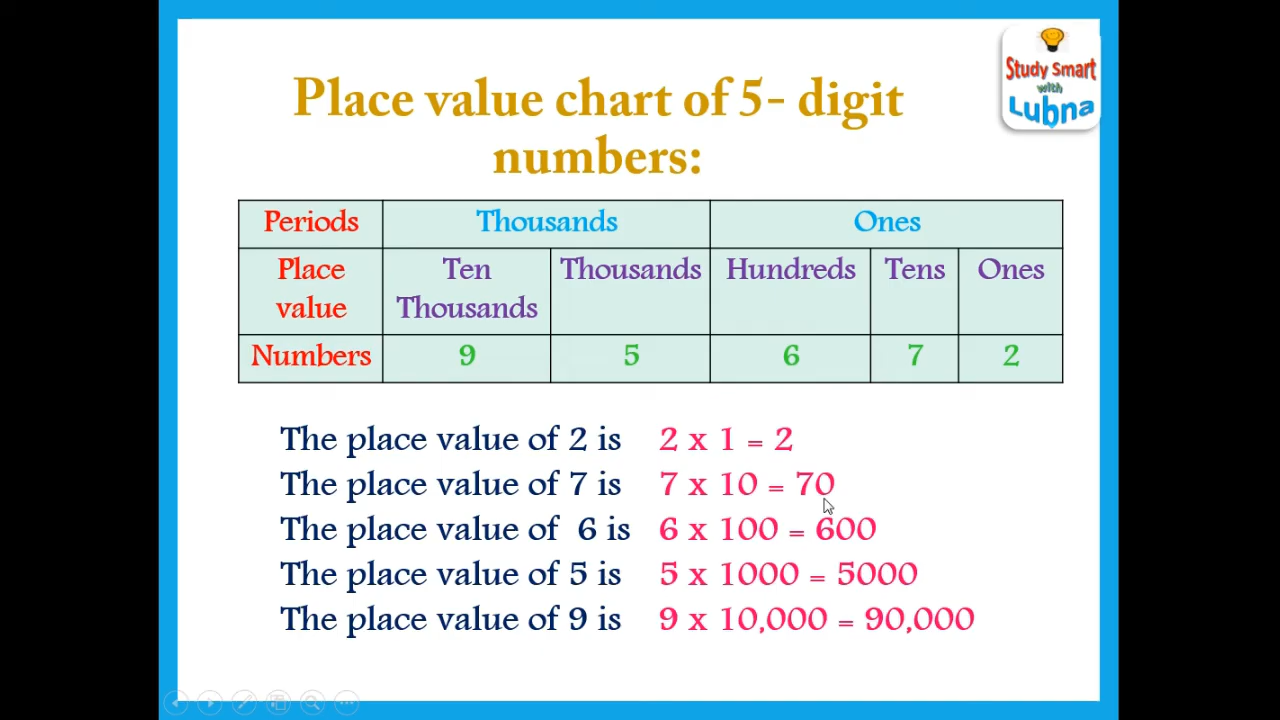 Place value chart of 5- digit
numbers:
Study Smart
with
Lubna
Periods Thousands Ones
Place value Ten Thousands Thousands Hundreds Tens Ones
Numbers 9 5 6 7 2
The place value of 2 is 2 x 1 = 2
The place value of 7 is 7 x 10 = 70
The place value of 6 is 6 x 100 = 600
The place value of 5 is 5 x 1000 = 5000
The place value of 9 is 9 x 10,000 = 90,000